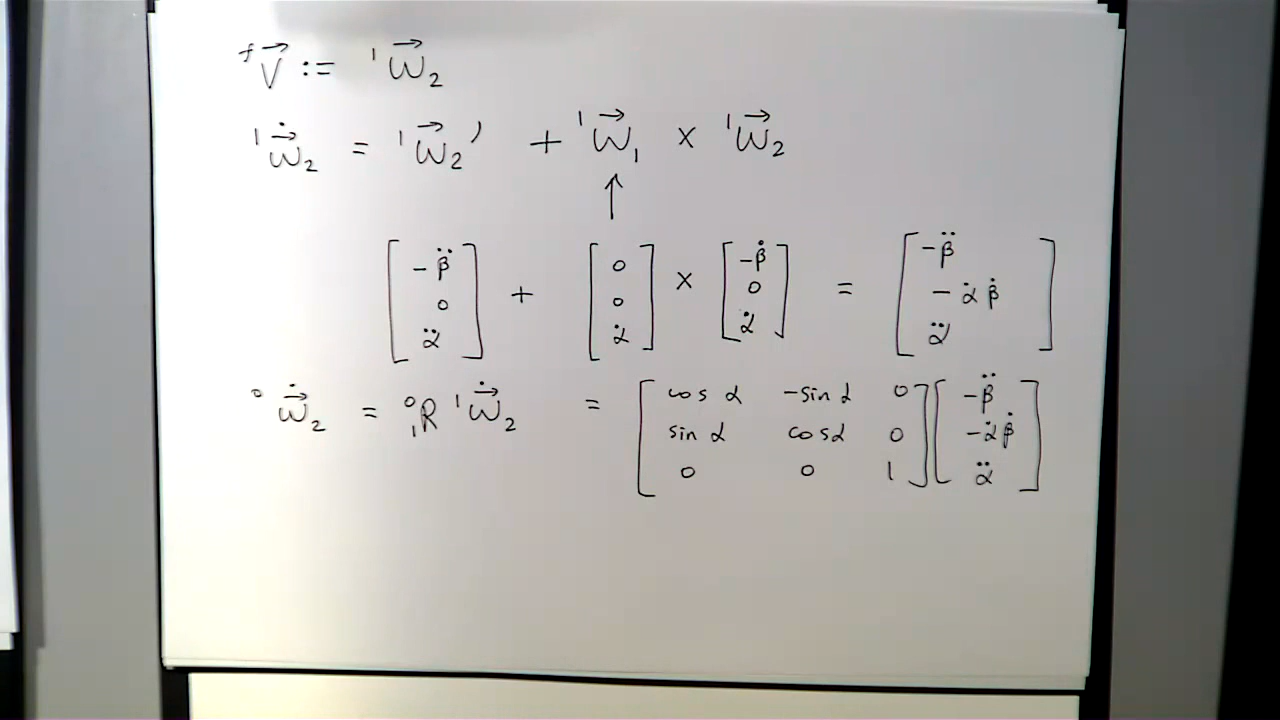 ᶠV⃗ := ¹ω⃗₂
¹ω⃗̇₂ = ¹ω⃗₂′ + ¹ω⃗₁ × ¹ω⃗₂
↑
[ -β̈ 0 α̈ ] + [ 0 0 α̇ ] × [ -β̇ 0 α̇ ] = [ -β̈ -α̇β̇ α̈ ]
⁰ω⃗̇₂ = ⁰₁R ¹ω⃗̇₂ = [ cos α -sin α 0 sin α cos α 0 0 0 1 ] [ -β̈ -α̇β̇ α̈ ]